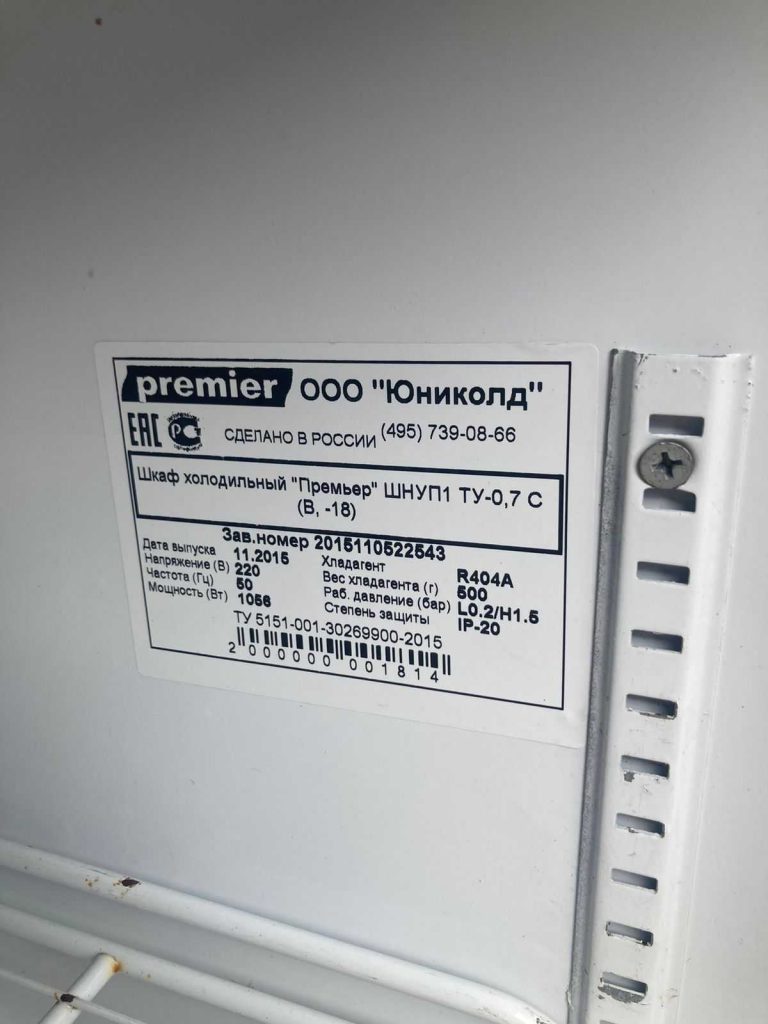 premier ООО "Юниколд"
ЕАС РС СДЕЛАНО В РОССИИ (495) 739-08-66
Шкаф холодильный "Премьер" ШНУП1 ТУ-0,7 С
(В, -18)
Зав.номер 2015110522543
Дата выпуска 11.2015 Хладагент R404A
Напряжение (В) 220 Вес хладагента (г) 500
Частота (Гц) 50 Раб. давление (бар) L0.2/H1.5
Мощность (Вт) 1056 Степень защиты IP-20
ТУ 5151-001-30269900-2015
2 000000 001814